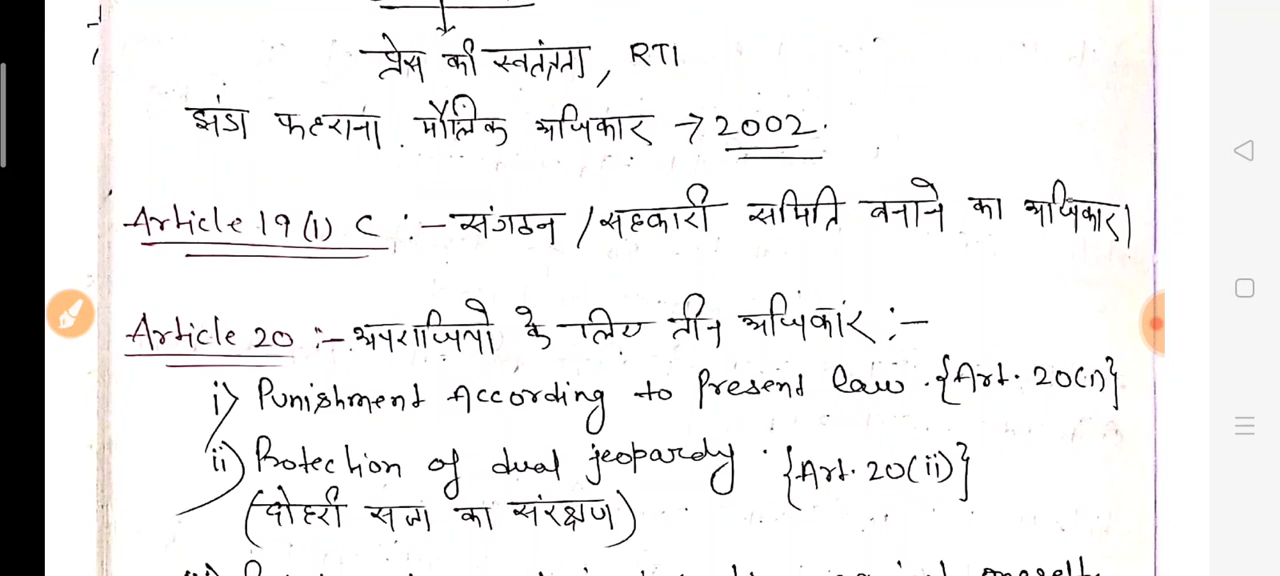 प्रेस की स्वतंत्रता, RTI
झंडा फहराना मौलिक अधिकार → 2002.
Article 19 (1) C :- संगठन / सहकारी समिति बनाने का अधिकार।
Article 20 :- अपराधियो के लिए तीन अधिकार :-
i) Punishment According to Present law. {Art. 20(i)}
ii) Protection of dual jeopardy. {Art. 20(ii)}
(दोहरी सजा का संरक्षण)